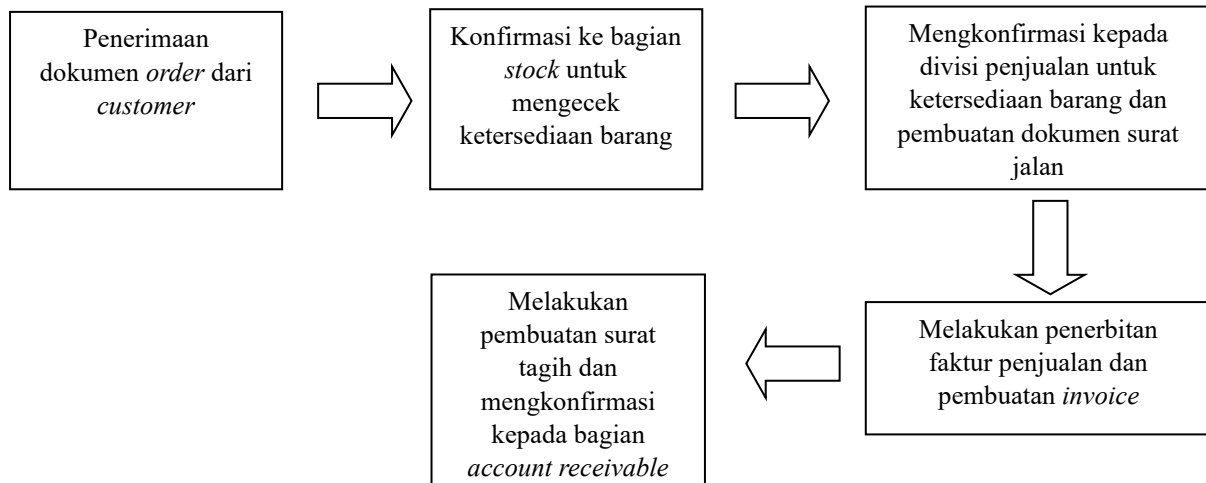 Penerimaan
dokumen order dari
customer
Konfirmasi ke bagian
stock untuk
mengecek
ketersediaan barang
Mengkonfirmasi kepada
divisi penjualan untuk
ketersediaan barang dan
pembuatan dokumen surat
jalan
Melakukan penerbitan
faktur penjualan dan
pembuatan invoice
Melakukan
pembuatan surat
tagih dan
mengkonfirmasi
kepada bagian
account receivable